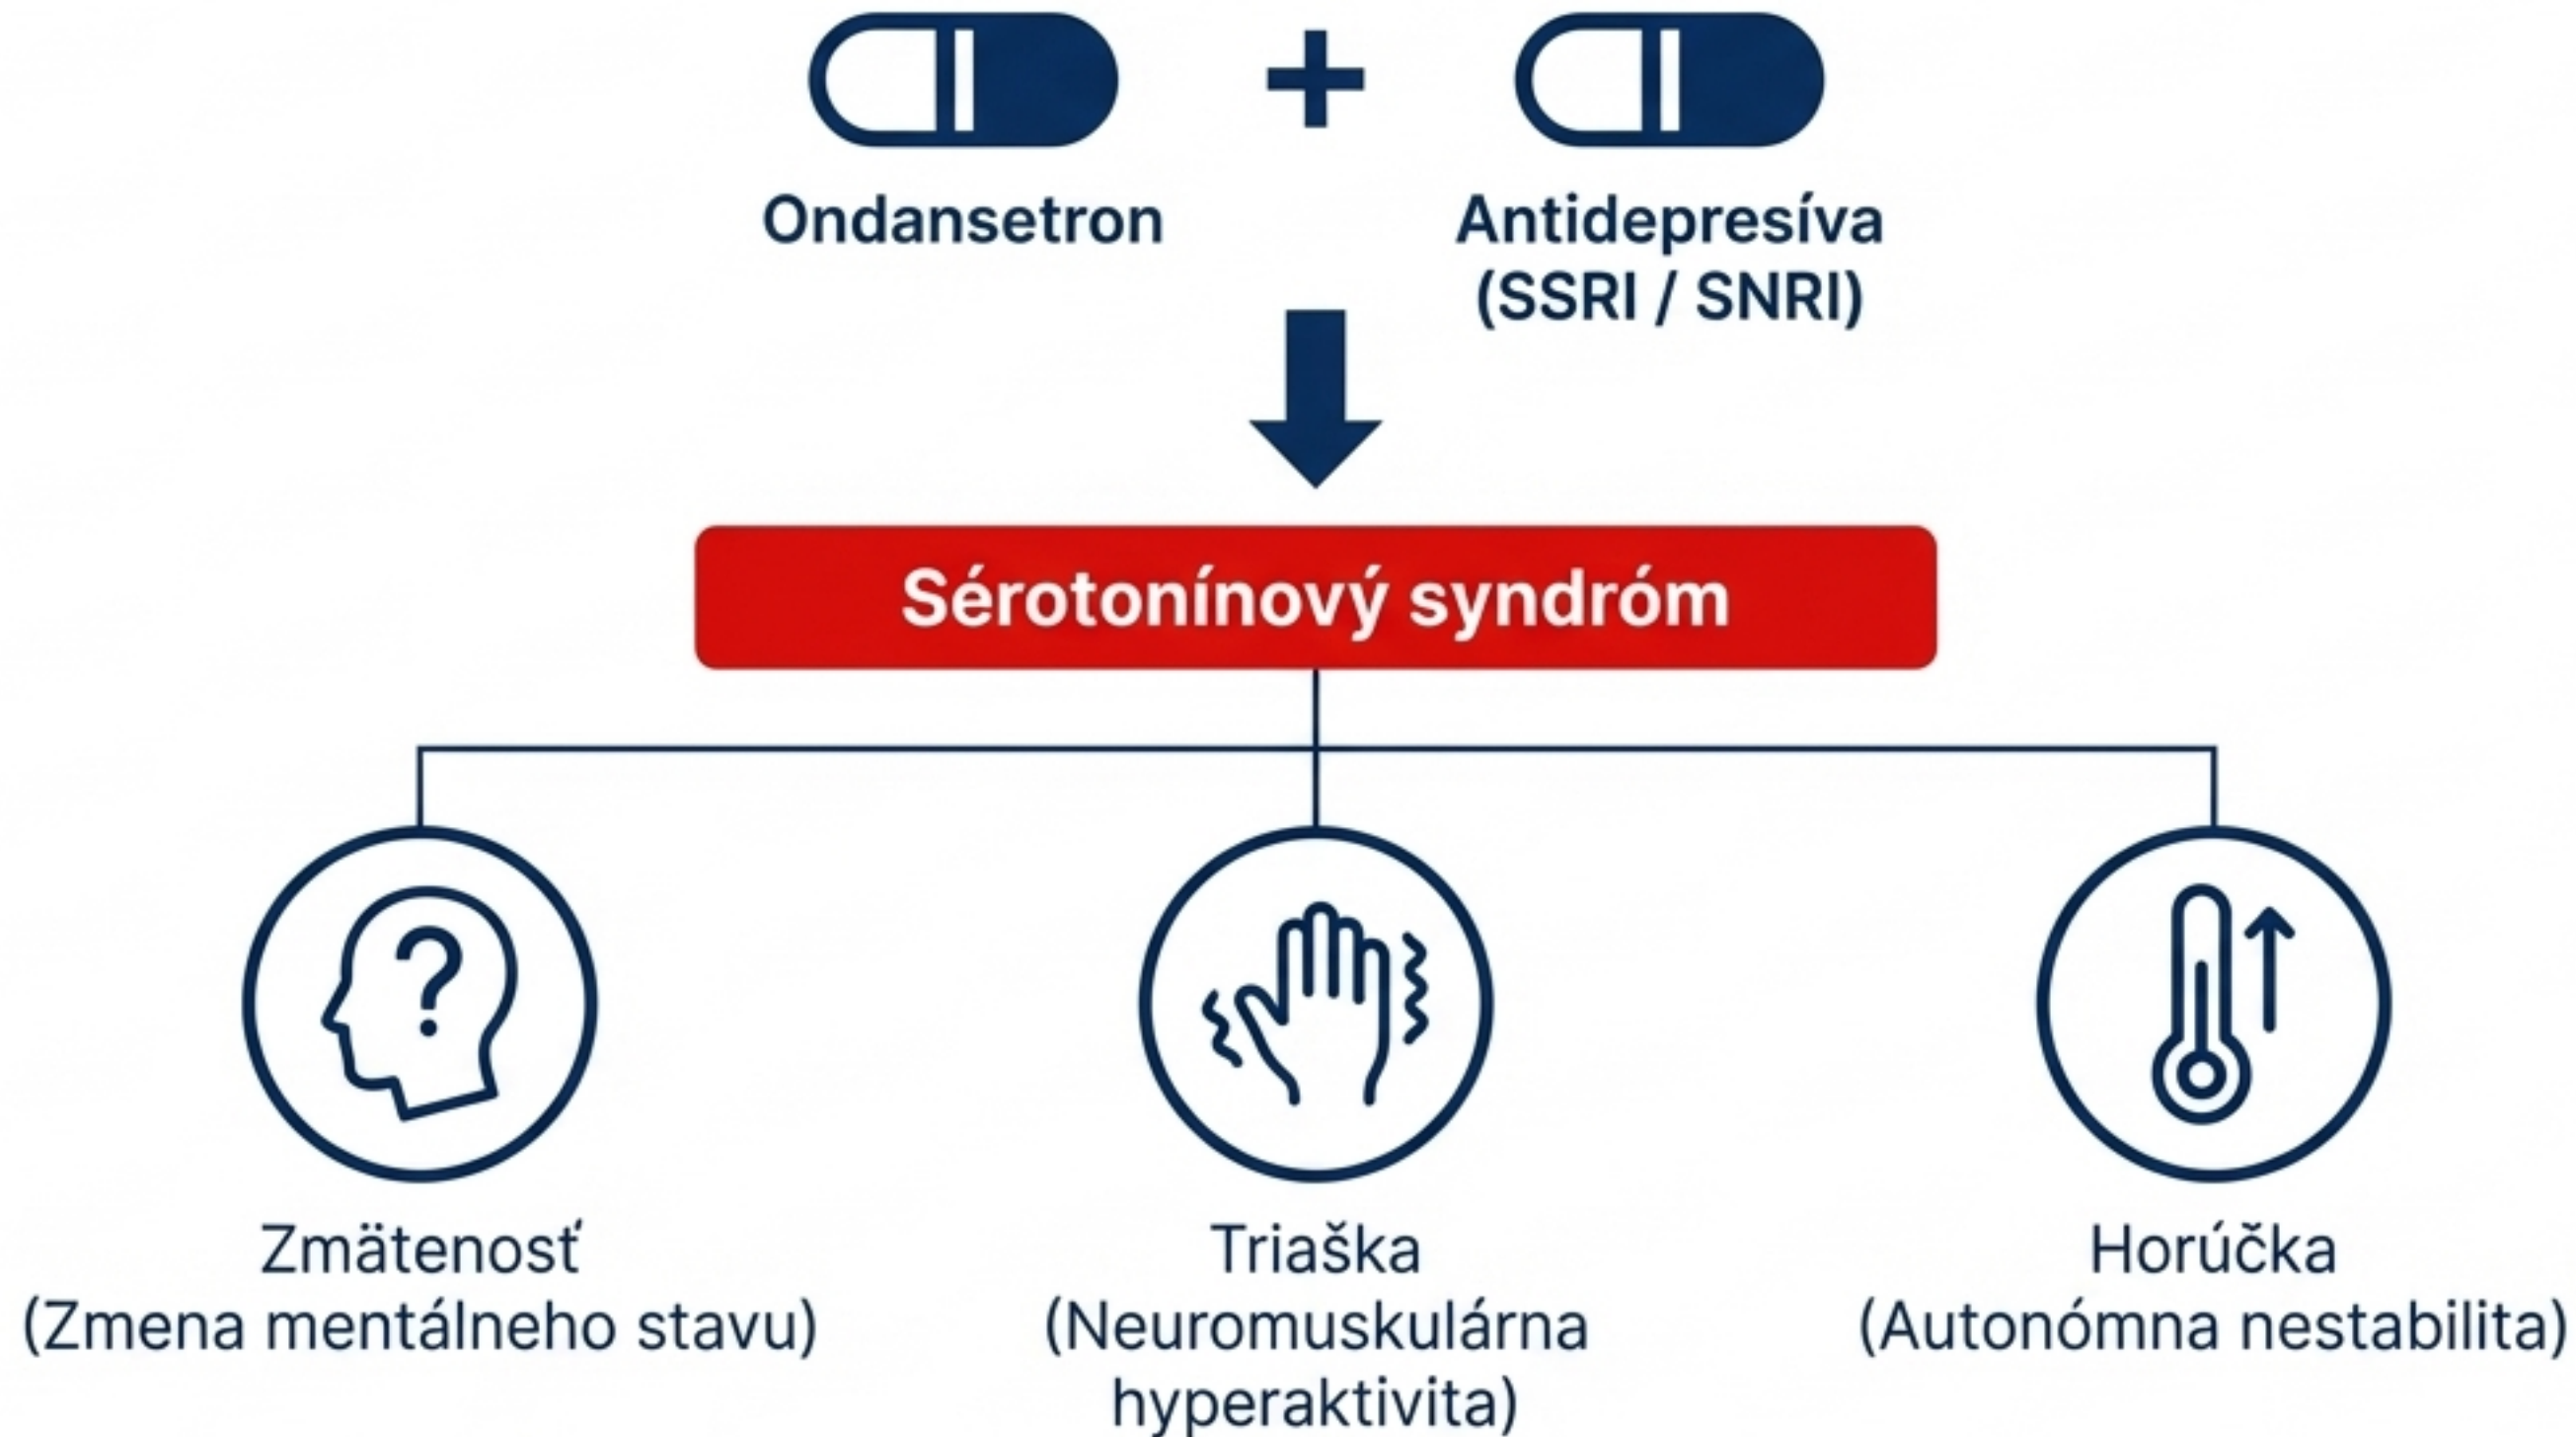 Ondansetron
Antidepresíva
(SSRI / SNRI)
Sérotonínový syndróm
Zmätenosť
(Zmena mentálneho stavu)
Triaška
(Neuromuskulárna
hyperaktivita)
Horúčka
(Autonómna nestabilita)